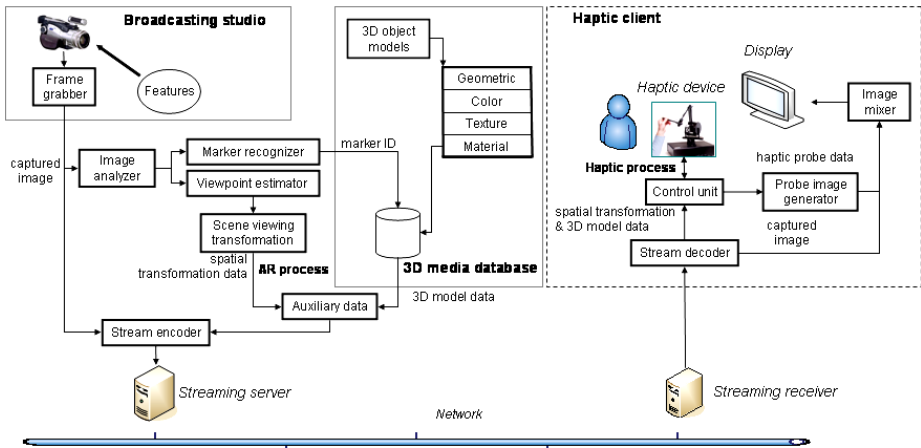 Broadcasting studio
Frame
grabber
Features
3D object
models
Geometric
Color
Texture
Material
captured
image
Image
analyzer
Marker recognizer
marker ID
Viewpoint estimator
Scene viewing
transformation
spatial
transformation data
AR process
3D media database
3D model data
Auxiliary data
Stream encoder
Streaming server
Haptic client
Display
Haptic device
Image
mixer
Haptic process
haptic probe data
Control unit
Probe image
generator
spatial transformation
& 3D model data
captured
image
Stream decoder
Streaming receiver
Network